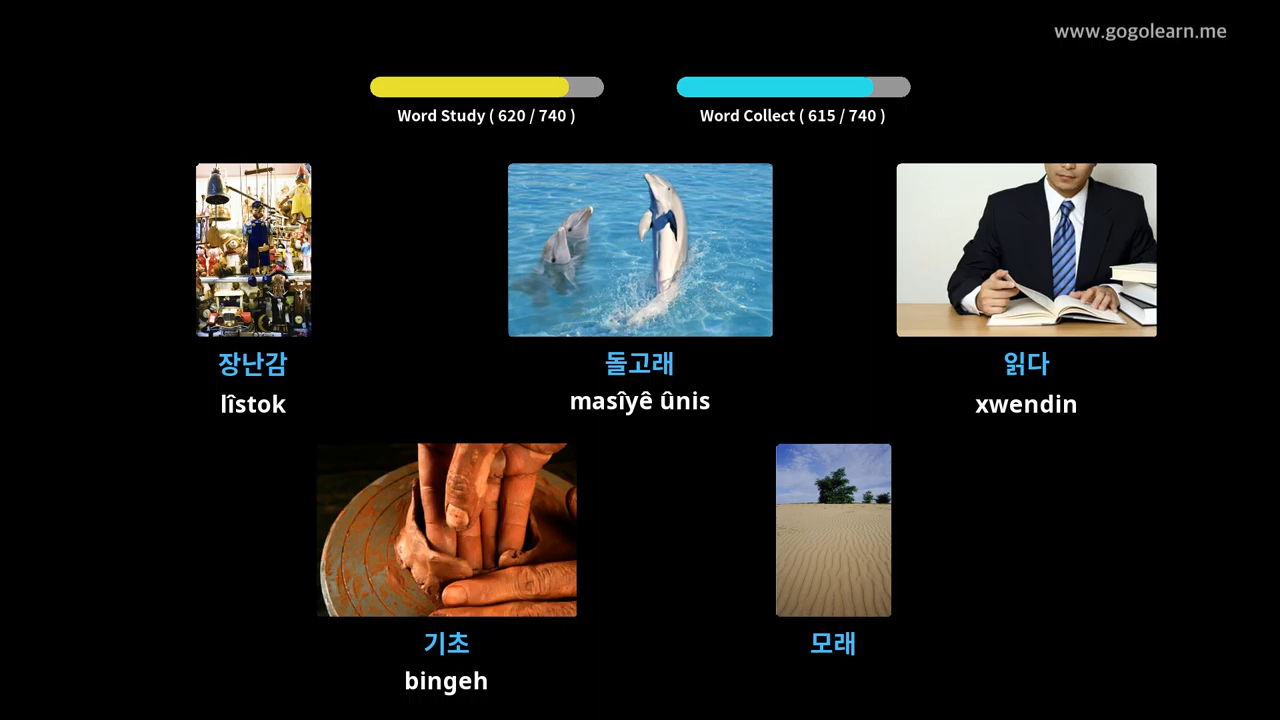 www.gogolearn.me
Word Study ( 620 / 740 )
Word Collect ( 615 / 740 )
장난감
lîstok
돌고래
masîyê ûnis
읽다
xwendin
기초
bingeh
모래